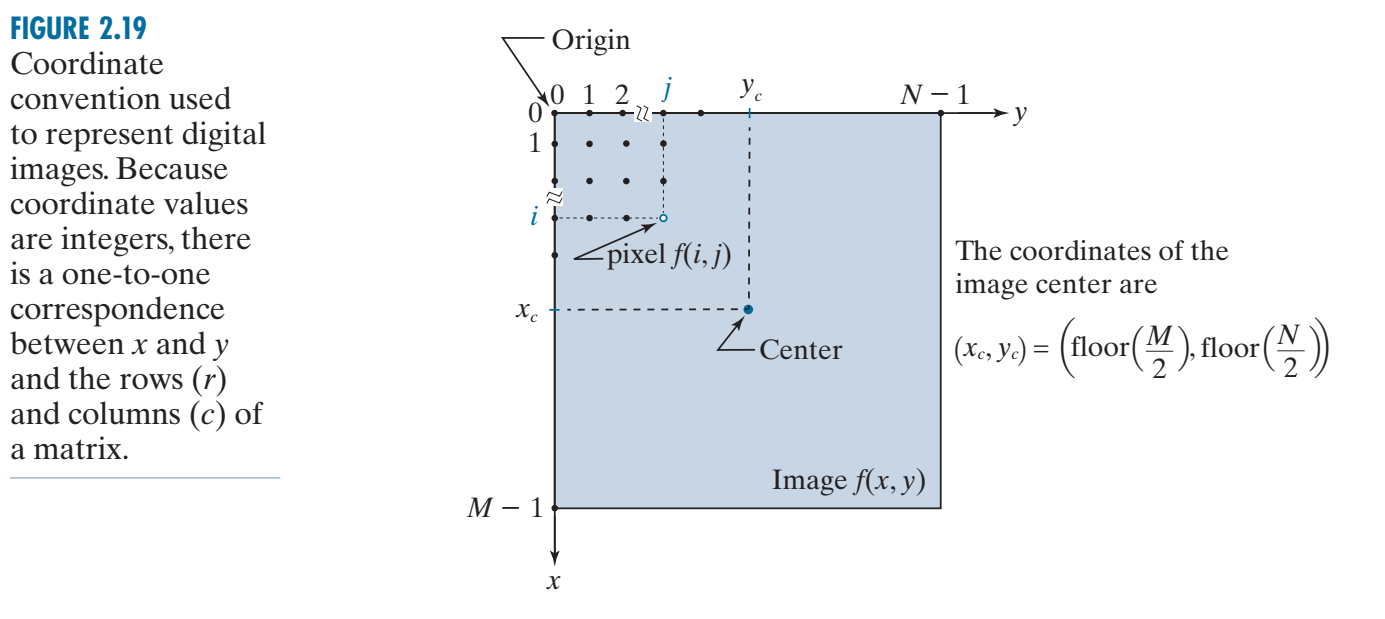 FIGURE 2.19
Coordinate
convention used
to represent digital
images. Because
coordinate values
are integers, there
is a one-to-one
correspondence
between x and y
and the rows (r)
and columns (c) of
a matrix.
Origin
0 1 2 j y_c N − 1
0 y
1
i
pixel f(i, j)
x_c
Center
Image f(x, y)
M − 1
x
The coordinates of the
image center are
(x_c, y_c) = (floor(M/2), floor(N/2))